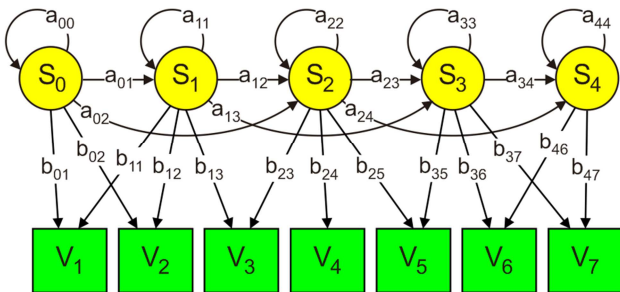 a₀₀ a₁₁ a₂₂ a₃₃ a₄₄
S₀ a₀₁ S₁ a₁₂ S₂ a₂₃ S₃ a₃₄ S₄
a₀₂ a₁₃ a₂₄
b₀₁ b₀₂ b₁₁ b₁₂ b₁₃ b₂₃ b₂₄ b₂₅ b₃₅ b₃₆ b₃₇ b₄₆ b₄₇
V₁ V₂ V₃ V₄ V₅ V₆ V₇